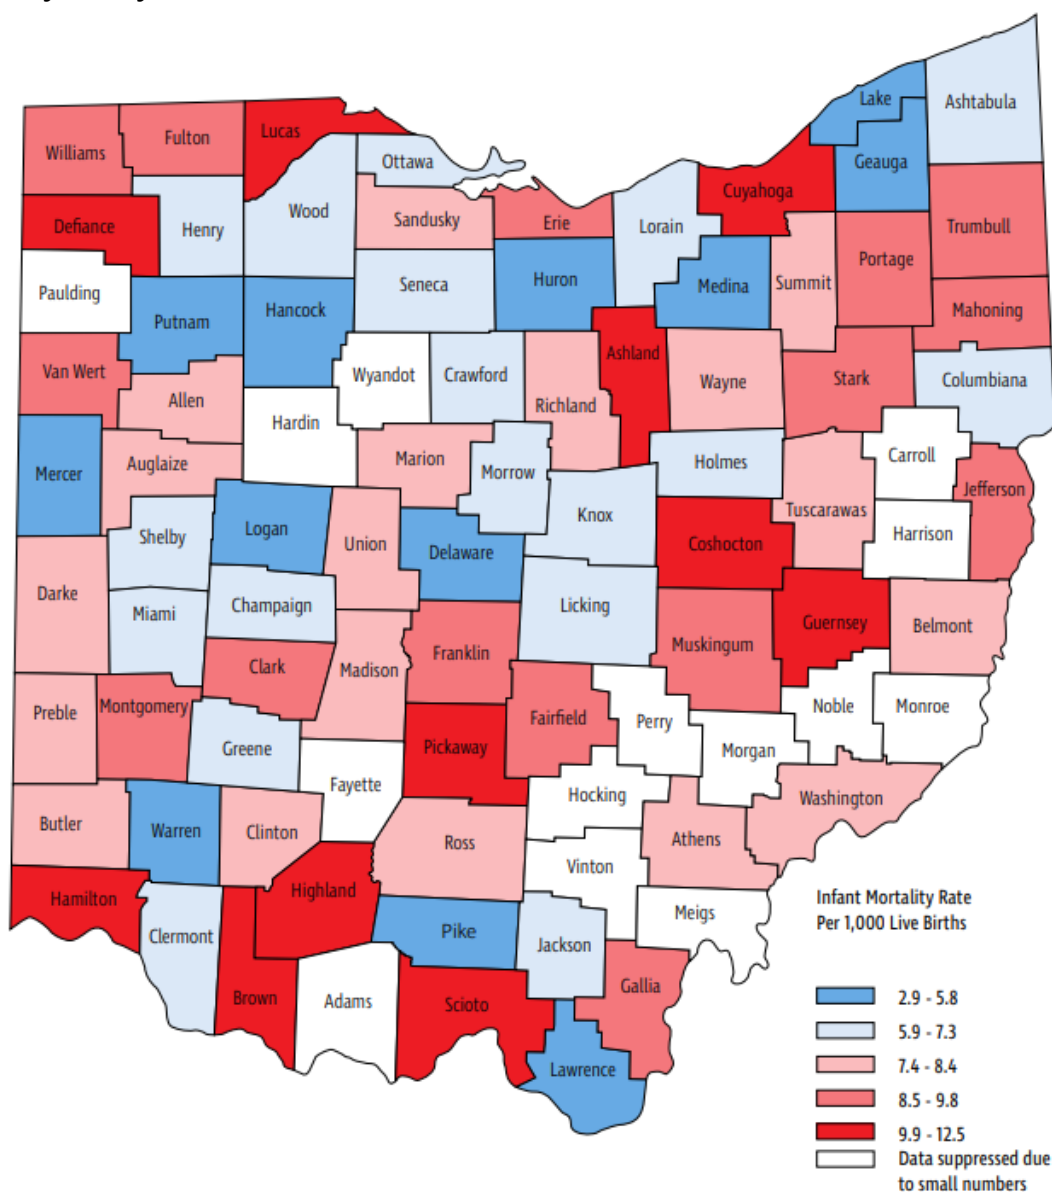 Lake
Ashtabula
Lucas
Fulton
Williams
Ottawa
Geauga
Cuyahoga
Wood
Sandusky
Erie
Lorain
Trumbull
Defiance
Henry
Portage
Seneca
Huron
Medina
Summit
Paulding
Hancock
Putnam
Mahoning
Ashland
Van Wert
Wyandot
Crawford
Wayne
Stark
Columbiana
Allen
Richland
Hardin
Carroll
Marion
Mercer
Auglaize
Morrow
Holmes
Jefferson
Tuscarawas
Knox
Logan
Shelby
Harrison
Union
Delaware
Coshocton
Darke
Champaign
Licking
Miami
Guernsey
Belmont
Muskingum
Franklin
Clark
Madison
Noble
Monroe
Montgomery
Preble
Fairfield
Perry
Pickaway
Greene
Morgan
Fayette
Hocking
Washington
Butler
Warren
Clinton
Ross
Athens
Vinton
Highland
Hamilton
Infant Mortality Rate
Per 1,000 Live Births
Meigs
Pike
Clermont
Jackson
Gallia
Brown
Adams
Scioto
Lawrence
2.9 - 5.8
5.9 - 7.3
7.4 - 8.4
8.5 - 9.8
9.9 - 12.5
Data suppressed due
to small numbers